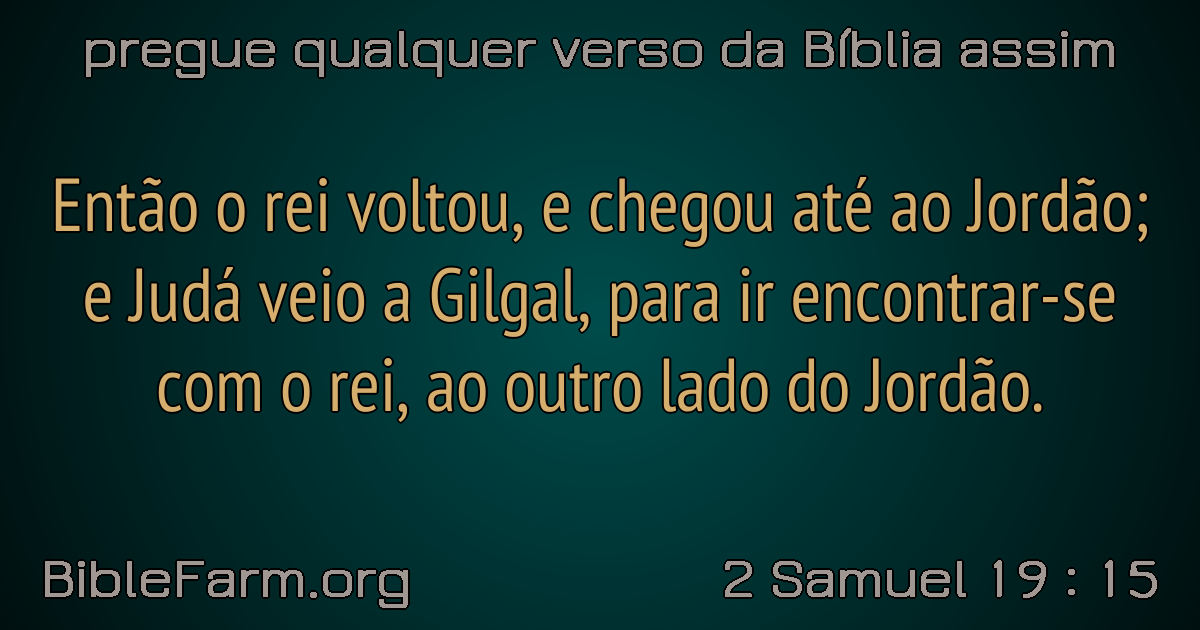 pregue qualquer verso da Bíblia assim
Então o rei voltou, e chegou até ao Jordão;
e Judá veio a Gilgal, para ir encontrar-se
com o rei, ao outro lado do Jordão.
BibleFarm.org
2 Samuel 19 : 15